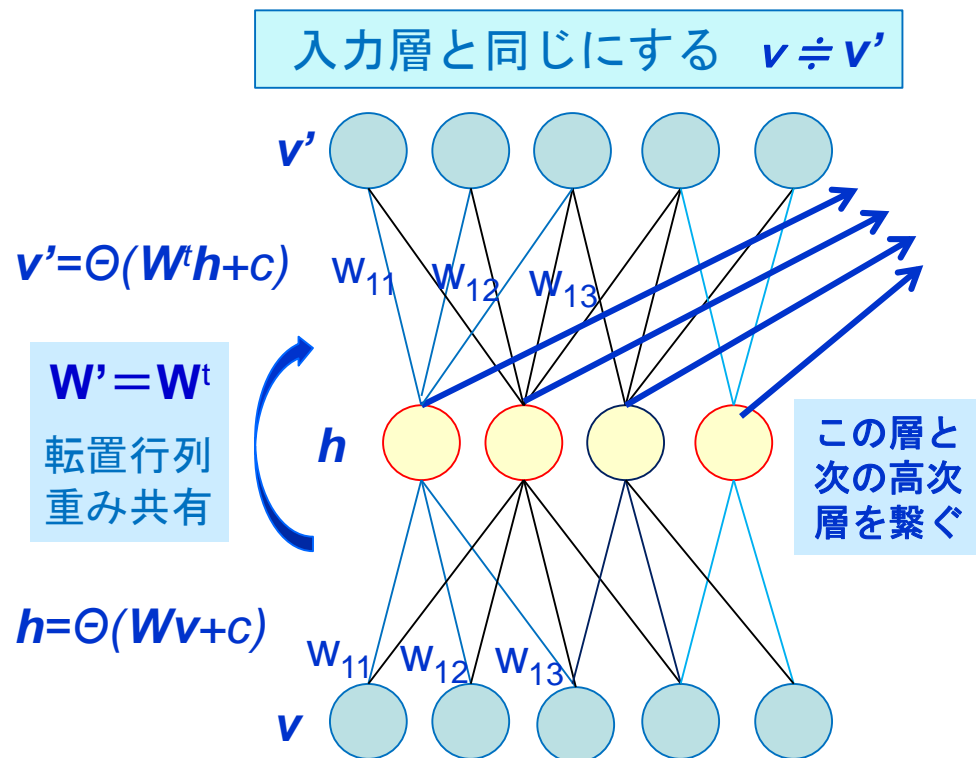 入力層と同じにする v≒v’
v’
v’=Θ(Wᵗh+c)
w₁₁
w₁₂
w₁₃
W’＝Wᵗ
転置行列
重み共有
h
この層と
次の高次
層を繋ぐ
h=Θ(Wv+c)
w₁₁
w₁₂
w₁₃
v